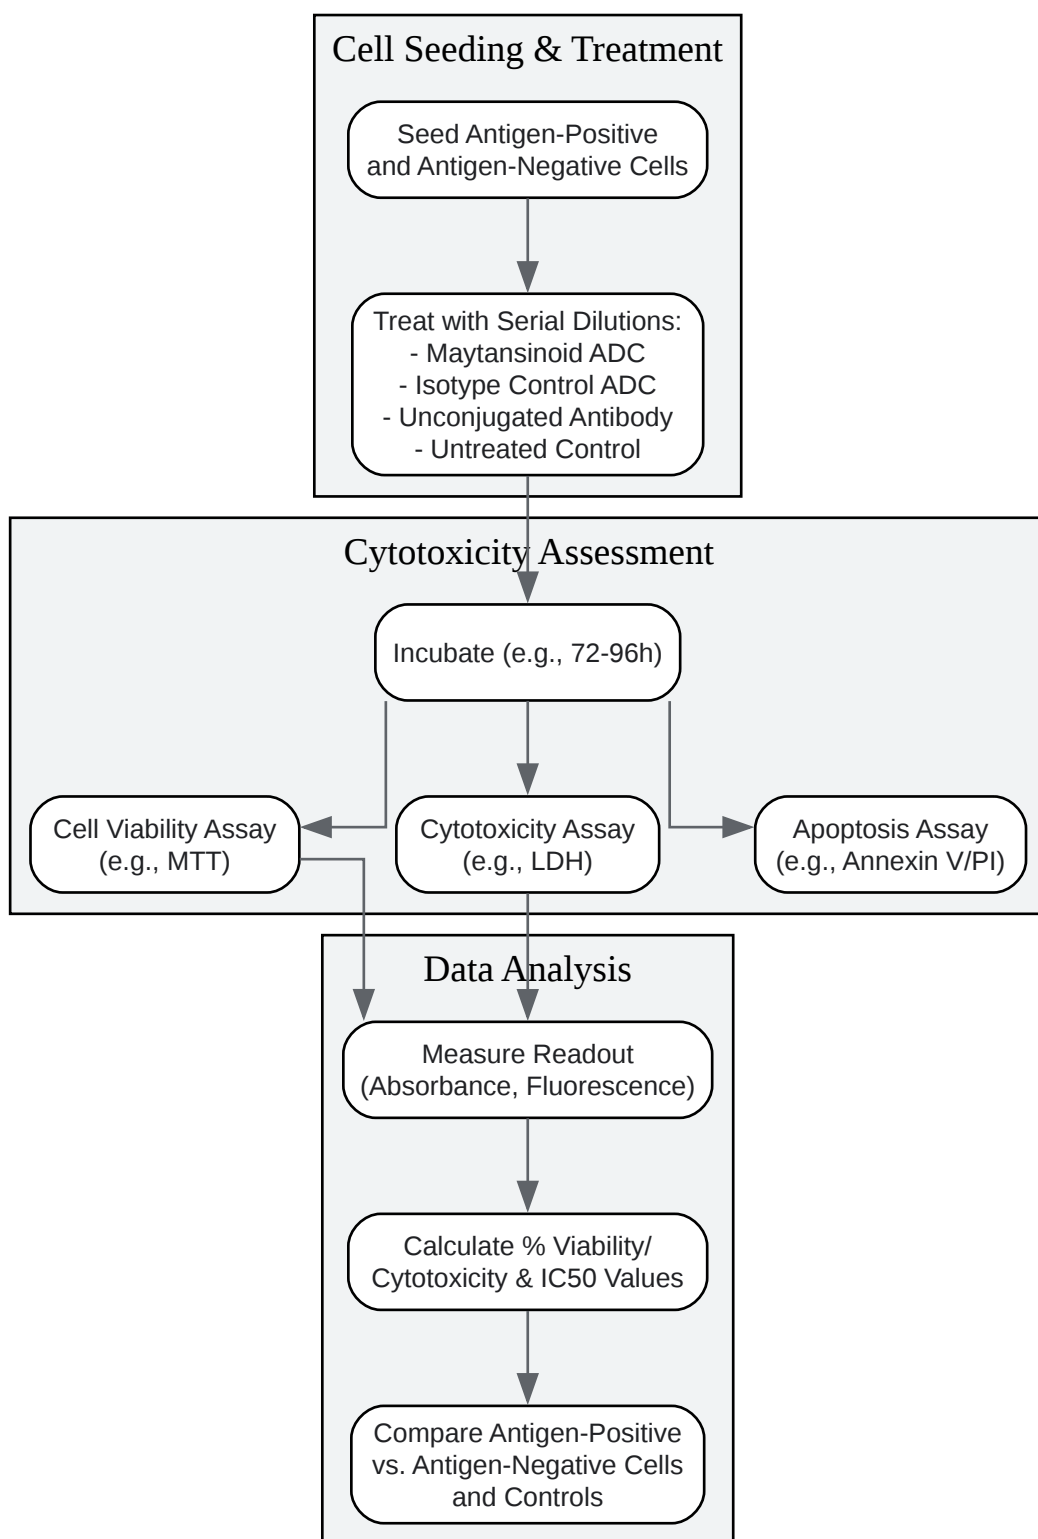 Cell Seeding & Treatment
Seed Antigen-Positive
and Antigen-Negative Cells
Treat with Serial Dilutions:
- Maytansinoid ADC
- Isotype Control ADC
- Unconjugated Antibody
- Untreated Control
Cytotoxicity Assessment
Incubate (e.g., 72-96h)
Cell Viability Assay
(e.g., MTT)
Cytotoxicity Assay
(e.g., LDH)
Apoptosis Assay
(e.g., Annexin V/PI)
Data Analysis
Measure Readout
(Absorbance, Fluorescence)
Calculate % Viability/
Cytotoxicity & IC50 Values
Compare Antigen-Positive
vs. Antigen-Negative Cells
and Controls